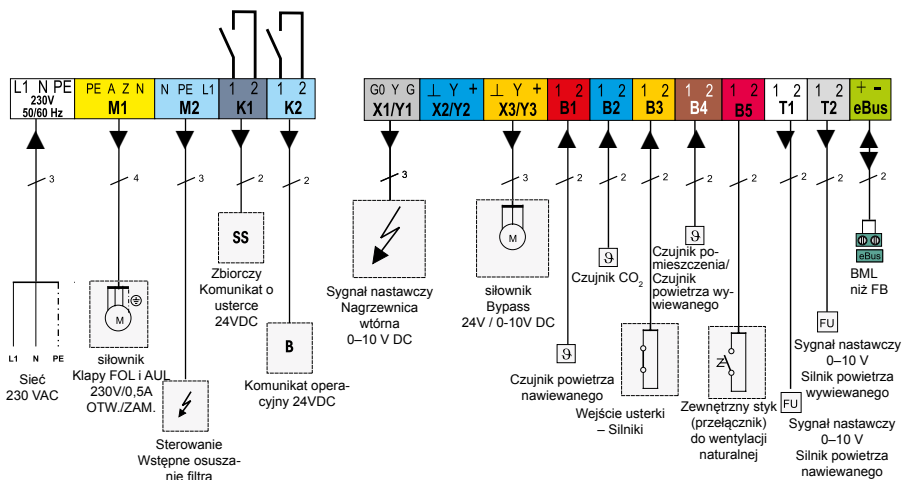 L1 N PE
230V
50/60 Hz
PE A Z N
M1
N PE L1
M2
1 2
K1
1 2
K2
G0 Y G
X1/Y1
⊥ Y +
X2/Y2
⊥ Y +
X3/Y3
1 2
B1
1 2
B2
1 2
B3
1 2
B4
1 2
B5
1 2
T1
1 2
T2
+ -
eBus
3
4
3
2
2
3
3
2
2
2
2
2
2
2
2
L1 N PE
Sieć
230 VAC
M
siłownik
Klapy FOL i AUL
230V/0,5A
OTW./ZAM.
Sterowanie
Wstępne osusza-
nie filtra
SS
Zbiorczy
Komunikat o
usterce
24VDC
B
Komunikat opera-
cyjny 24VDC
Sygnał nastawczy
Nagrzewnica
wtórna
0–10 V DC
M
siłownik
Bypass
24V / 0-10V DC
ϑ
Czujnik powietrza
nawiewanego
ϑ
Czujnik CO2
Wejście usterki
– Silniki
ϑ
Czujnik po-
mieszczenia/
Czujnik
powietrza wy-
wiewanego
Zewnętrzny styk
(przełącznik)
do wentylacji
naturalnej
FU
Sygnał nastawczy
0–10 V
Silnik powietrza
nawiewanego
FU
Sygnał nastawczy
0–10 V
Silnik powietrza
wywiewanego
eBus
BML
niż FB